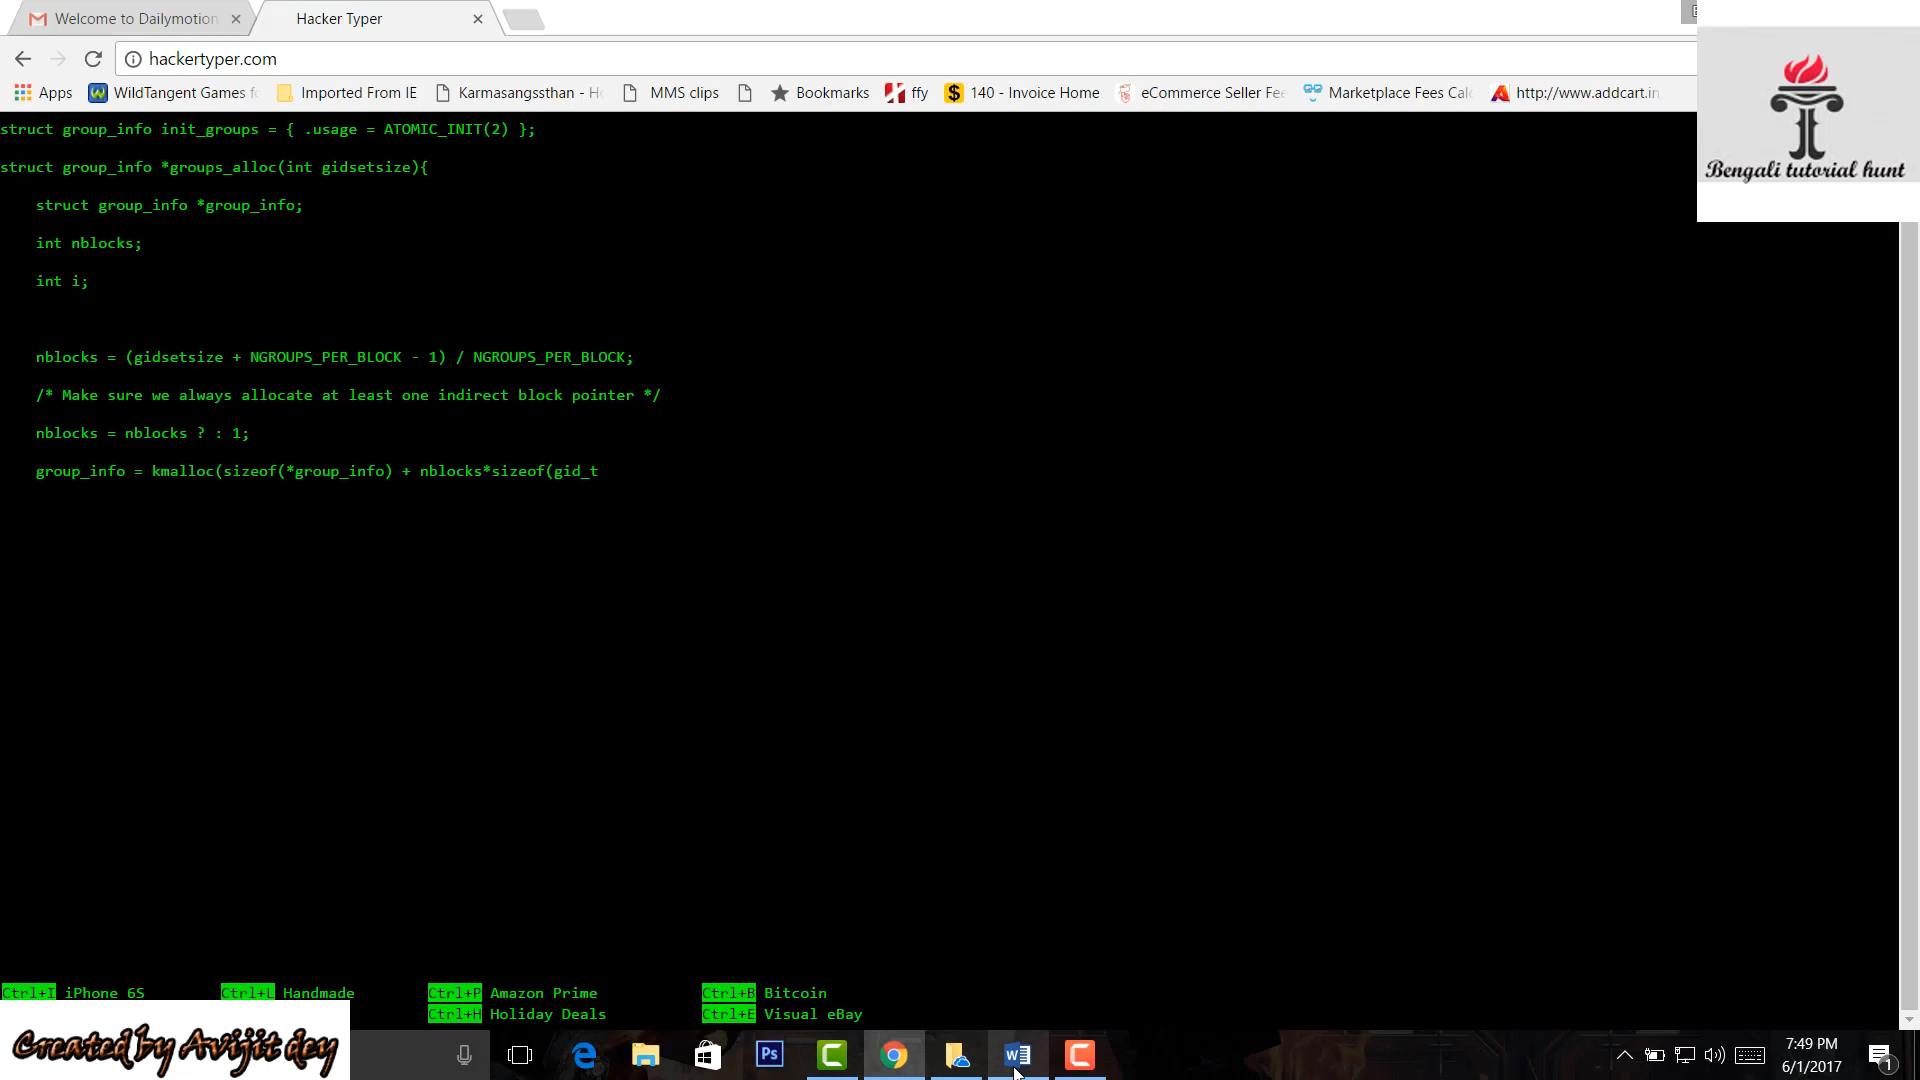 Welcome to Dailymotion
Hacker Typer
hackertyper.com
Apps WildTangent Games Imported From IE Karmasangssthan - H MMS clips Bookmarks ffy 140 - Invoice Home eCommerce Seller Fee Marketplace Fees Calc http://www.addcart.in
Bengali tutorial hunt
struct group_info init_groups = { .usage = ATOMIC_INIT(2) };
struct group_info *groups_alloc(int gidsetsize){
struct group_info *group_info;
int nblocks;
int i;
nblocks = (gidsetsize + NGROUPS_PER_BLOCK - 1) / NGROUPS_PER_BLOCK;
/* Make sure we always allocate at least one indirect block pointer */
nblocks = nblocks ? : 1;
group_info = kmalloc(sizeof(*group_info) + nblocks*sizeof(gid_t
Ctrl+I iPhone 6S Ctrl+L Handmade Ctrl+P Amazon Prime Ctrl+B Bitcoin
Ctrl+H Holiday Deals Ctrl+E Visual eBay
Created by Avijit dey
Ps
7:49 PM
6/1/2017
1